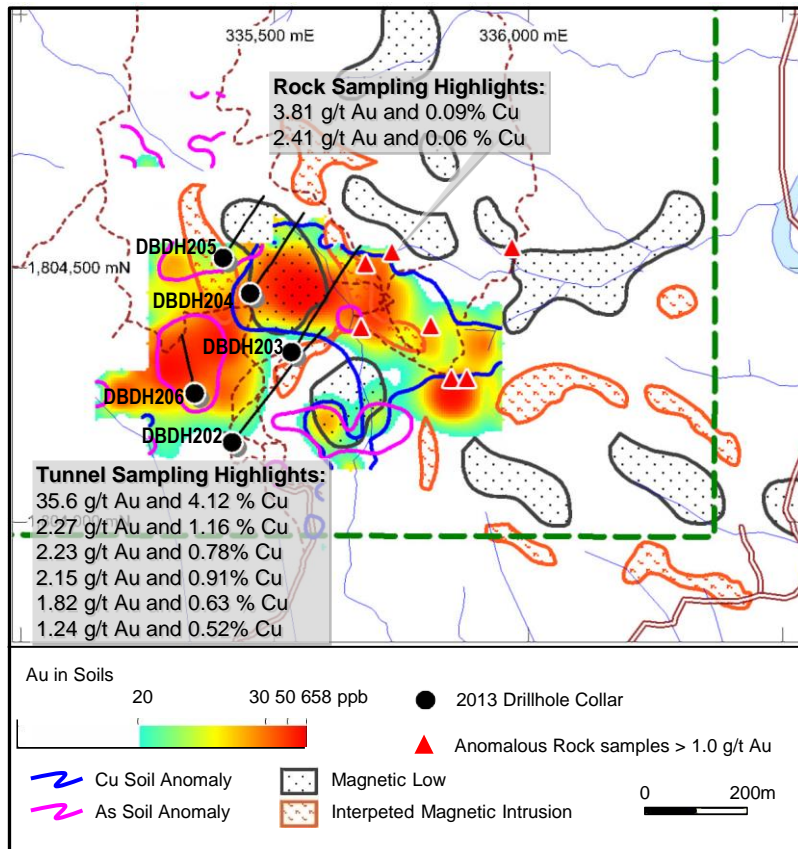 335,500 mE
336,000 mE
Rock Sampling Highlights:
3.81 g/t Au and 0.09% Cu
2.41 g/t Au and 0.06 % Cu
DBDH205
1,804,500 mN
DBDH204
DBDH203
DBDH206
DBDH202
Tunnel Sampling Highlights:
35.6 g/t Au and 4.12 % Cu
2.27 g/t Au and 1.16 % Cu
2.23 g/t Au and 0.78% Cu
2.15 g/t Au and 0.91% Cu
1.82 g/t Au and 0.63 % Cu
1.24 g/t Au and 0.52% Cu
Au in Soils
20
30 50 658 ppb
2013 Drillhole Collar
Anomalous Rock samples > 1.0 g/t Au
Cu Soil Anomaly
Magnetic Low
As Soil Anomaly
Interpeted Magnetic Intrusion
0
200m